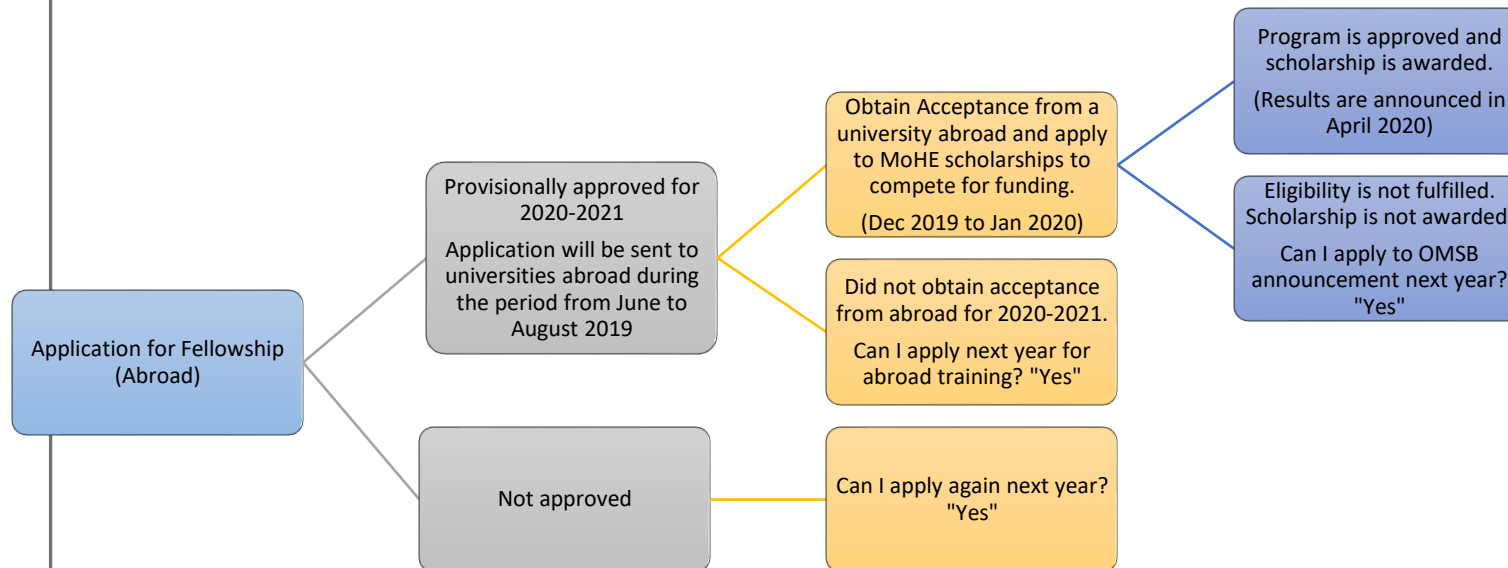 Application for Fellowship
(Abroad)
Provisionally approved for
2020-2021
Application will be sent to
universities abroad during
the period from June to
August 2019
Not approved
Obtain Acceptance from a
university abroad and apply
to MoHE scholarships to
compete for funding.
(Dec 2019 to Jan 2020)
Did not obtain acceptance
from abroad for 2020-2021.
Can I apply next year for
abroad training? "Yes"
Can I apply again next year?
"Yes"
Program is approved and
scholarship is awarded.
(Results are announced in
April 2020)
Eligibility is not fulfilled.
Scholarship is not awarded
Can I apply to OMSB
announcement next year?
"Yes"